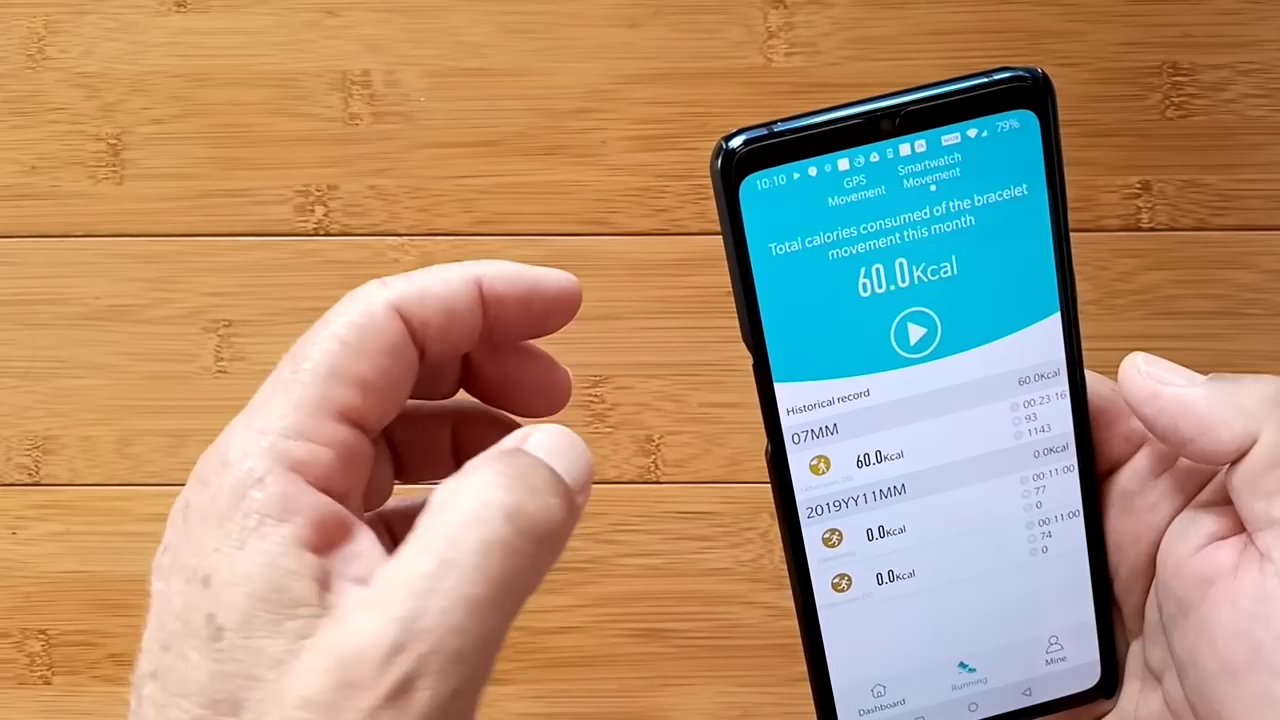 10:10
79%
GPS
Movement
Smartwatch
Movement
Total calories consumed of the bracelet
movement this month
60.0Kcal
Historical record
60.0Kcal
07MM
60.0Kcal
00:23:16
93
1143
0.0Kcal
2019YY11MM
0.0Kcal
00:11:00
77
0
0.0Kcal
00:11:00
74
0
Dashboard
Running
Mine